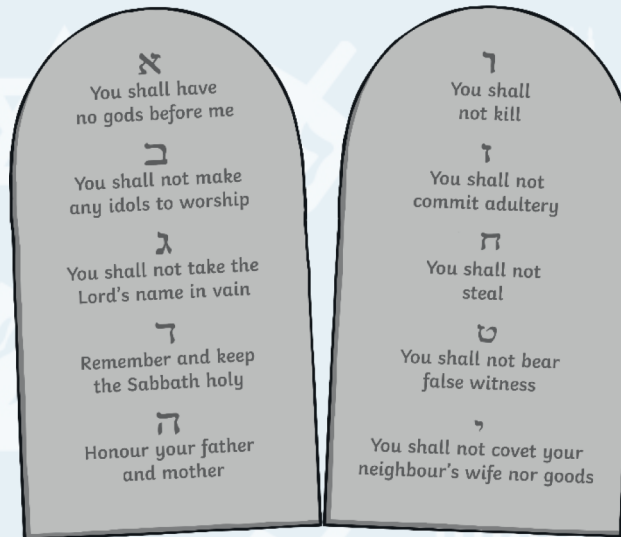 א
You shall have
no gods before me
ב
You shall not make
any idols to worship
ג
You shall not take the
Lord's name in vain
ד
Remember and keep
the Sabbath holy
ה
Honour your father
and mother
ו
You shall
not kill
ז
You shall not
commit adultery
ח
You shall not
steal
ט
You shall not bear
false witness
י
You shall not covet your
neighbour's wife nor goods